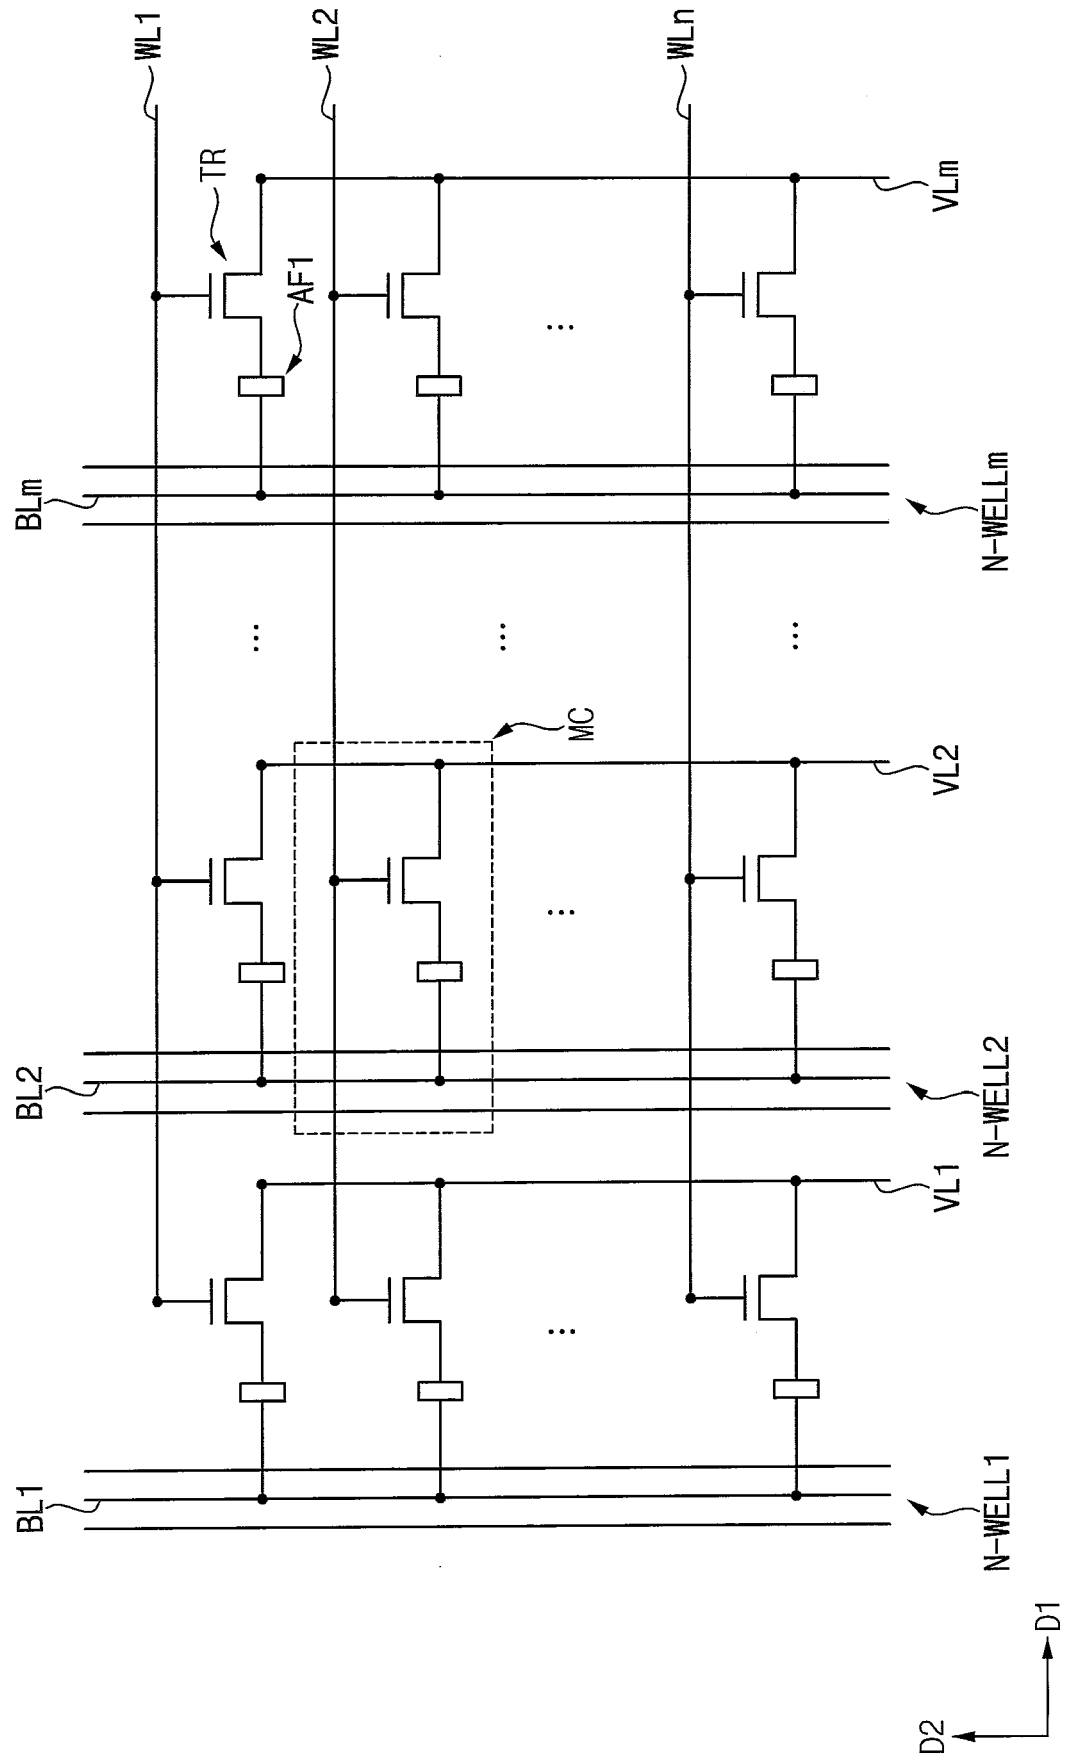 BL1
BL2
BLm
WL1
TR
AF1
WL2
MC
...
...
...
...
...
...
WLn
VL1
VL2
VLm
N-WELL1
N-WELL2
N-WELLm
D2
D1